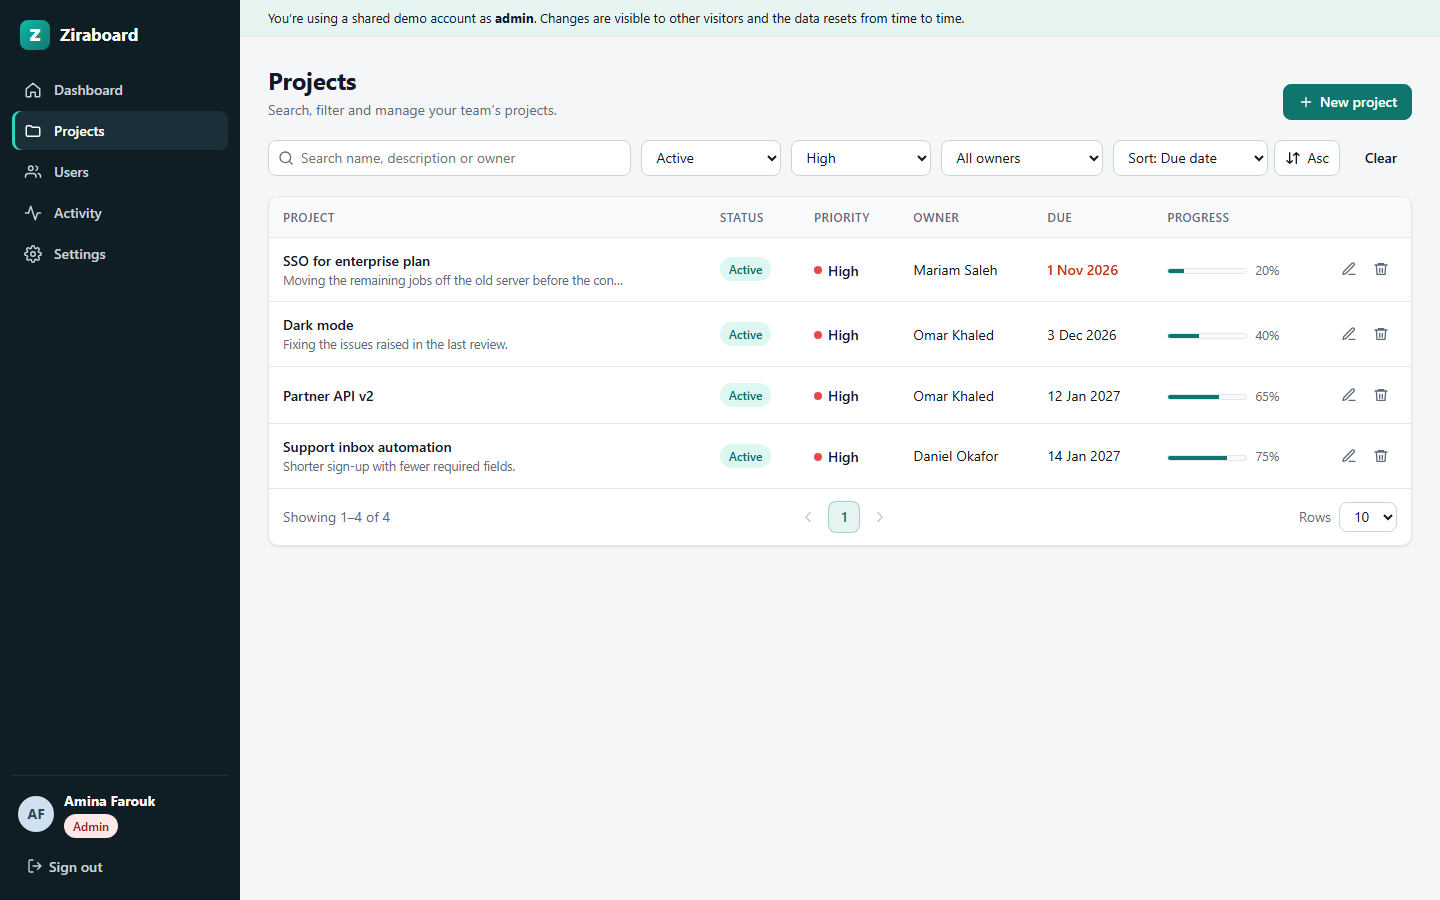 Z Ziraboard
Dashboard
Projects
Users
Activity
Settings
Amina Farouk
AF
Admin
Sign out
You're using a shared demo account as admin. Changes are visible to other visitors and the data resets from time to time.
Projects
Search, filter and manage your team's projects.
New project
Search name, description or owner
Active
High
All owners
Sort: Due date
Asc
Clear
PROJECT STATUS PRIORITY OWNER DUE PROGRESS
SSO for enterprise plan
Moving the remaining jobs off the old server before the con...
Active High Mariam Saleh 1 Nov 2026 20%
Dark mode
Fixing the issues raised in the last review.
Active High Omar Khaled 3 Dec 2026 40%
Partner API v2 Active High Omar Khaled 12 Jan 2027 65%
Support inbox automation
Shorter sign-up with fewer required fields.
Active High Daniel Okafor 14 Jan 2027 75%
Showing 1–4 of 4
1
Rows 10